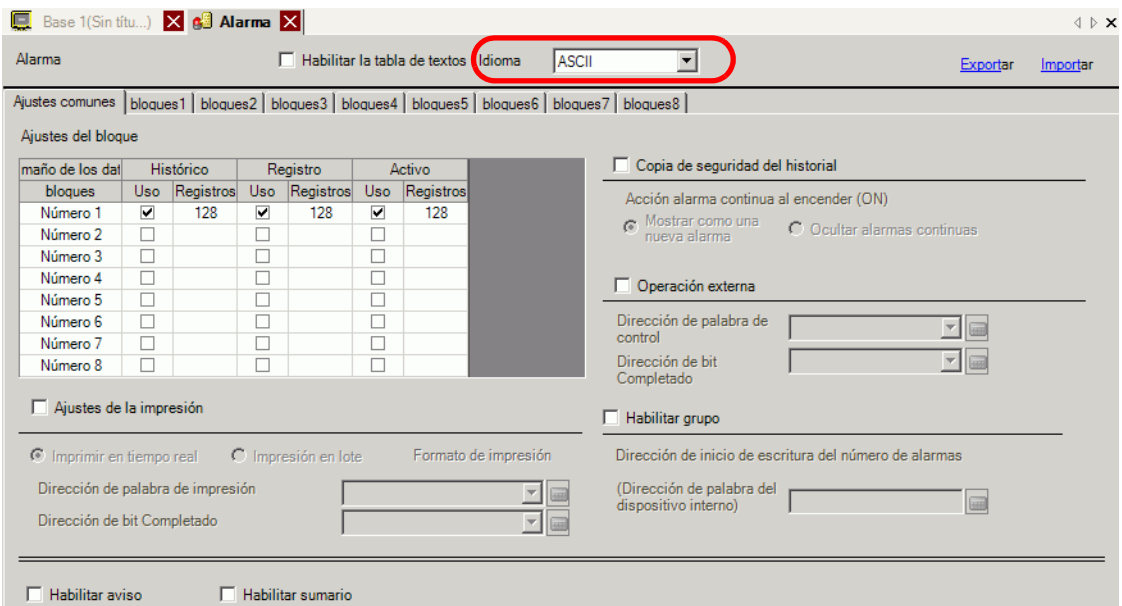 Base 1(Sin títu...) Alarma
Alarma Habilitar la tabla de textos Idioma ASCII Exportar Importar
Ajustes comunes bloques1 bloques2 bloques3 bloques4 bloques5 bloques6 bloques7 bloques8
Ajustes del bloque
maño de los dat Histórico Registro Activo
bloques Uso Registros Uso Registros Uso Registros
Número 1 128 128 128
Número 2
Número 3
Número 4
Número 5
Número 6
Número 7
Número 8
Ajustes de la impresión
Imprimir en tiempo real Impresión en lote Formato de impresión
Dirección de palabra de impresión
Dirección de bit Completado
Copia de seguridad del historial
Acción alarma continua al encender (ON)
Mostrar como una
nueva alarma
Ocultar alarmas continuas
Operación externa
Dirección de palabra de
control
Dirección de bit
Completado
Habilitar grupo
Dirección de inicio de escritura del número de alarmas
(Dirección de palabra del
dispositivo interno)
Habilitar aviso Habilitar sumario